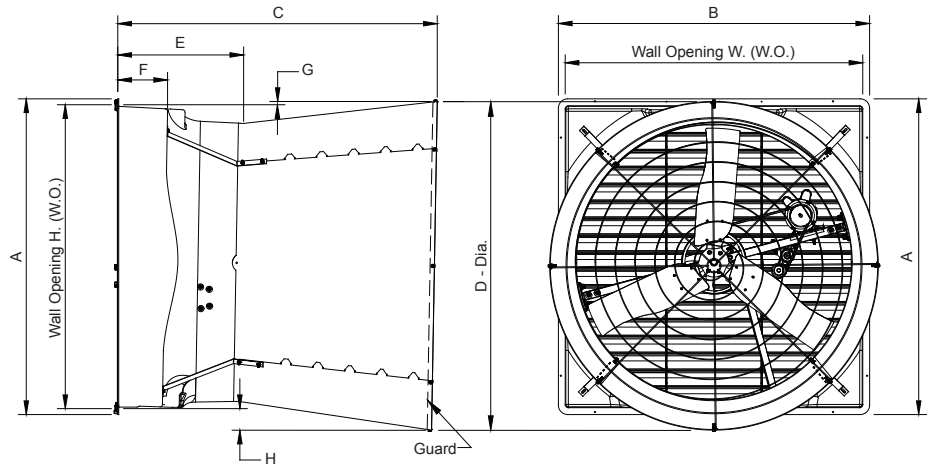 C
B
E
Wall Opening W. (W.O.)
F
G
A
Wall Opening H. (W.O.)
D - Dia.
A
H
Guard